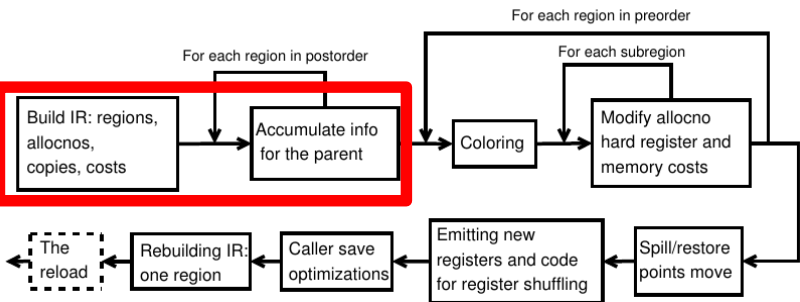 For each region in preorder
For each region in postorder
For each subregion
Build IR: regions,
allocnos,
copies, costs
Accumulate info
for the parent
Coloring
Modify allocno
hard register and
memory costs
The
reload
Rebuilding IR:
one region
Caller save
optimizations
Emitting new
registers and code
for register shuffling
Spill/restore
points move